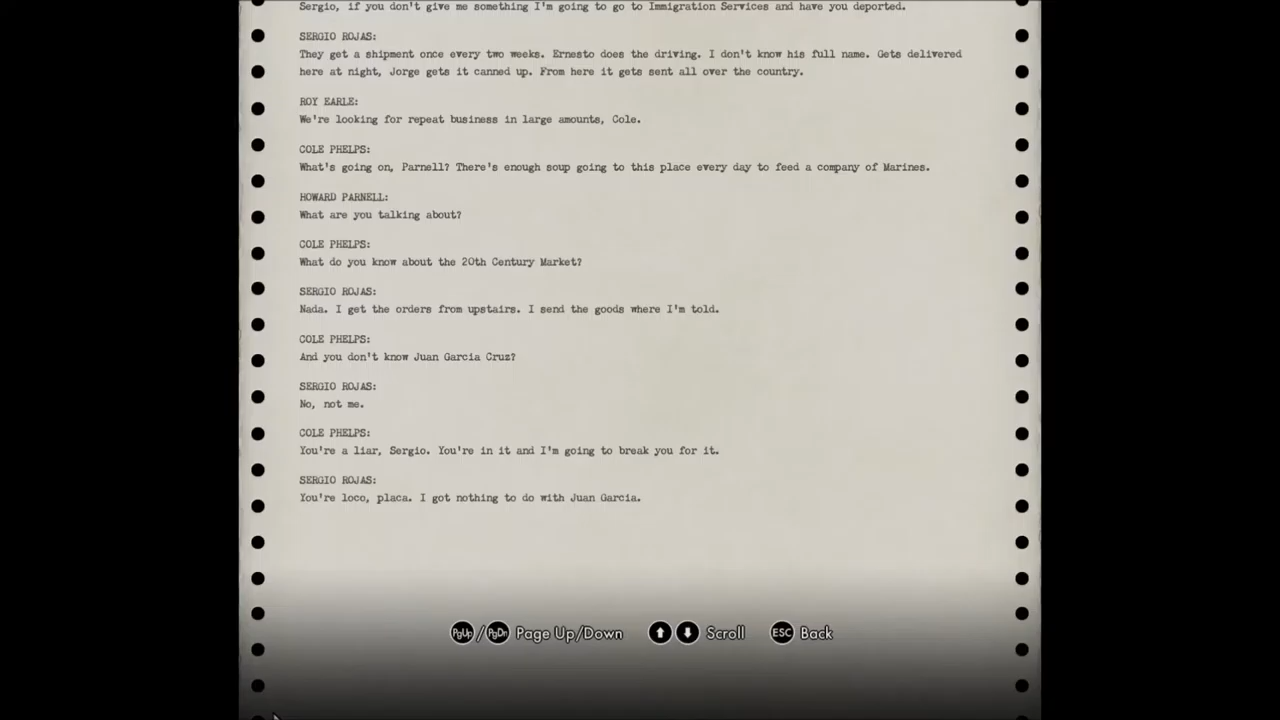 Sergio, if you don't give me something I'm going to go to Immigration Services and have you deported.
SERGIO ROJAS:
They get a shipment once every two weeks. Ernesto does the driving. I don't know his full name. Gets delivered
here at night, Jorge gets it canned up. From here it gets sent all over the country.
ROY EARLE:
We're looking for repeat business in large amounts, Cole.
COLE PHELPS:
What's going on, Parnell? There's enough soup going to this place every day to feed a company of Marines.
HOWARD PARNELL:
What are you talking about?
COLE PHELPS:
What do you know about the 20th Century Market?
SERGIO ROJAS:
Nada. I get the orders from upstairs. I send the goods where I'm told.
COLE PHELPS:
And you don't know Juan Garcia Cruz?
SERGIO ROJAS:
No, not me.
COLE PHELPS:
You're a liar, Sergio. You're in it and I'm going to break you for it.
SERGIO ROJAS:
You're loco, placa. I got nothing to do with Juan Garcia.
PgUp / PgDn Page Up/Down Scroll ESC Back